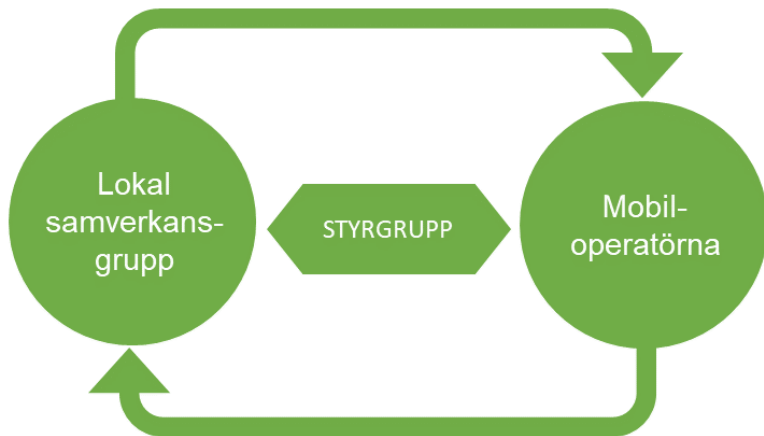 Lokal
samverkans-
grupp
STYRGRUPP
Mobil-
operatörna